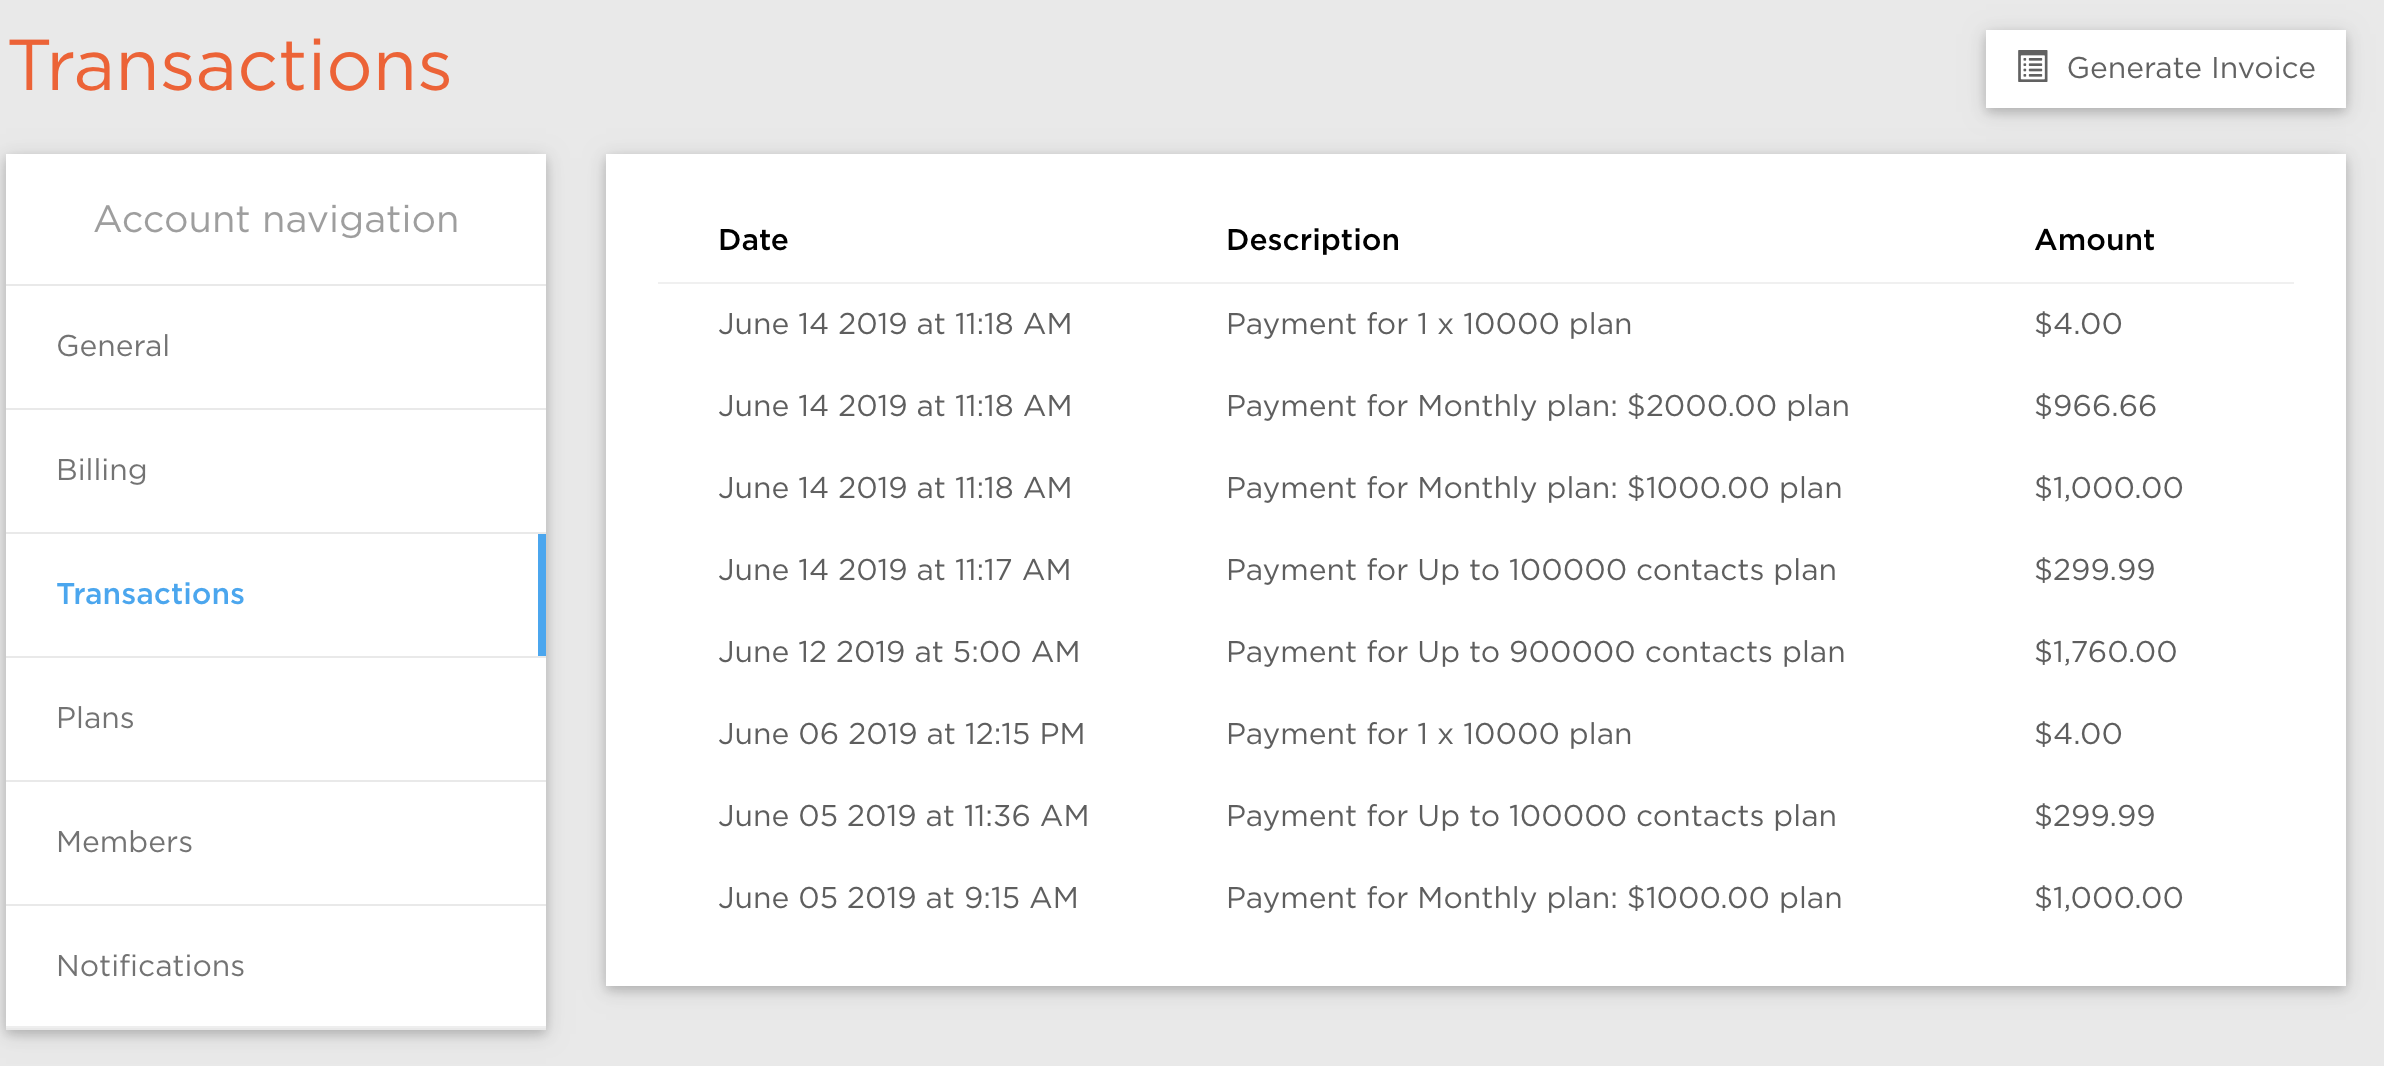 Transactions
Generate Invoice
Account navigation
General
Billing
Transactions
Plans
Members
Notifications
Date Description Amount
June 14 2019 at 11:18 AM Payment for 1 x 10000 plan $4.00
June 14 2019 at 11:18 AM Payment for Monthly plan: $2000.00 plan $966.66
June 14 2019 at 11:18 AM Payment for Monthly plan: $1000.00 plan $1,000.00
June 14 2019 at 11:17 AM Payment for Up to 100000 contacts plan $299.99
June 12 2019 at 5:00 AM Payment for Up to 900000 contacts plan $1,760.00
June 06 2019 at 12:15 PM Payment for 1 x 10000 plan $4.00
June 05 2019 at 11:36 AM Payment for Up to 100000 contacts plan $299.99
June 05 2019 at 9:15 AM Payment for Monthly plan: $1000.00 plan $1,000.00